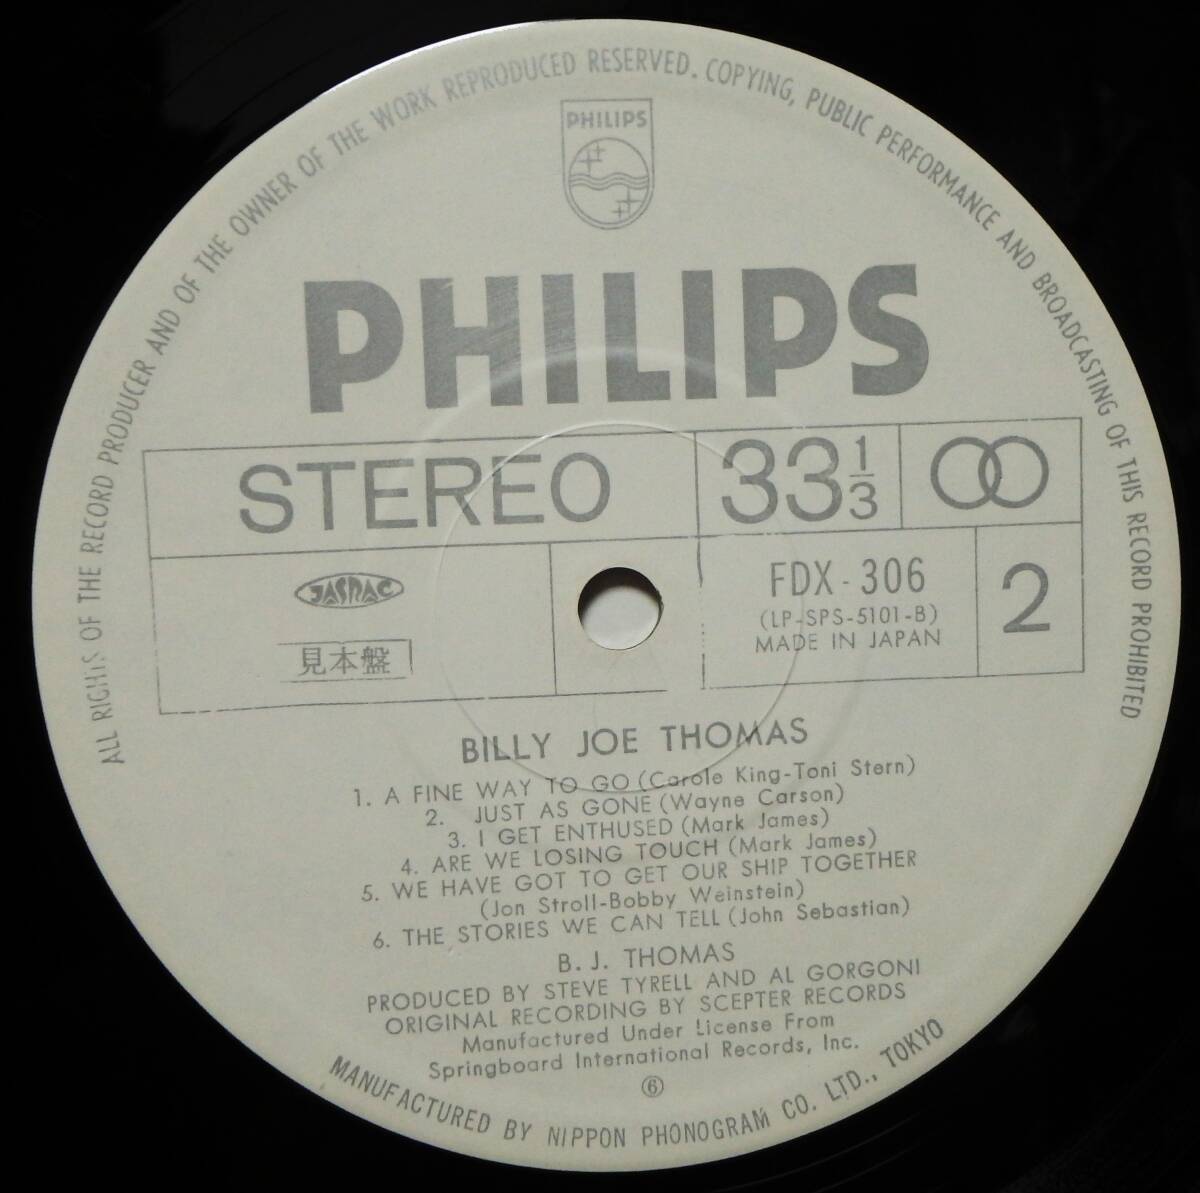 ALL RIGHTS OF THE RECORD PRODUCER AND OF THE OWNER OF THE WORK REPRODUCED RESERVED. COPYING, PUBLIC PERFORMANCE AND BROADCASTING OF THIS RECORD PROHIBITED
PHILIPS
PHILIPS
STEREO
33 1/3
JASRAC
見本盤
FDX - 306
(LP-SPS-5101-B)
MADE IN JAPAN
2
BILLY JOE THOMAS
1. A FINE WAY TO GO (Carole King-Toni Stern)
2. JUST AS GONE (Wayne Carson)
3. I GET ENTHUSED (Mark James)
4. ARE WE LOSING TOUCH (Mark James)
5. WE HAVE GOT TO GET OUR SHIP TOGETHER
(Jon Stroll-Bobby Weinstein)
6. THE STORIES WE CAN TELL (John Sebastian)
B. J. THOMAS
PRODUCED BY STEVE TYRELL AND AL GORGONI
ORIGINAL RECORDING BY SCEPTER RECORDS
Manufactured Under License From
Springboard International Records, Inc.
⑥
MANUFACTURED BY NIPPON PHONOGRAM CO. LTD., TOKYO